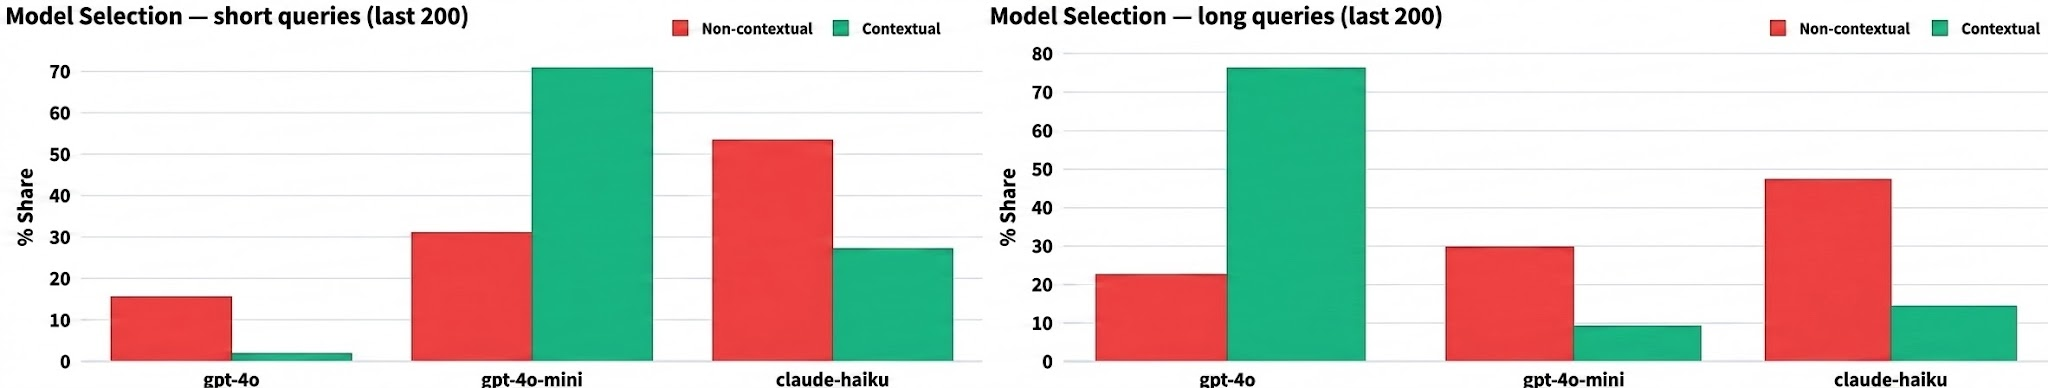 Model Selection — short queries (last 200)
Non-contextual
Contextual
% Share
70
60
50
40
30
20
10
0
gpt-4o
gpt-4o-mini
claude-haiku
Model Selection — long queries (last 200)
Non-contextual
Contextual
% Share
80
70
60
50
40
30
20
10
0
gpt-4o
gpt-4o-mini
claude-haiku